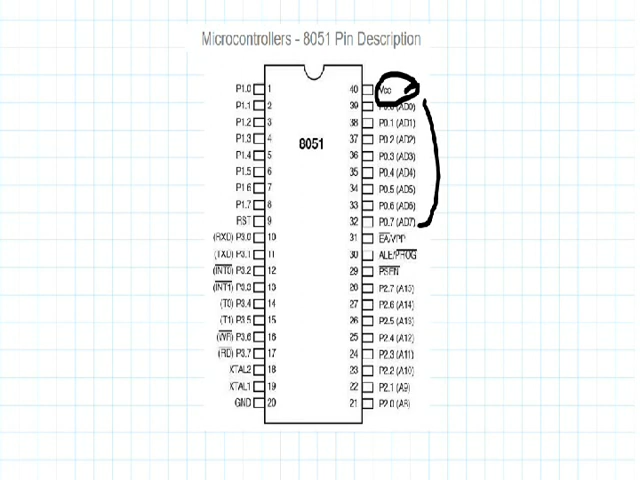 Microcontrollers - 8051 Pin Description
P1.0 1 40 Vcc
P1.1 2 39 P0.0 (AD0)
P1.2 3 38 P0.1 (AD1)
P1.3 4 37 P0.2 (AD2)
8051
P1.4 5 36 P0.3 (AD3)
P1.5 6 35 P0.4 (AD4)
P1.6 7 34 P0.5 (AD5)
P1.7 8 33 P0.6 (AD6)
RST 9 32 P0.7 (AD7)
(RXD) P3.0 10 31 EA/VPP
(TXD) P3.1 11 30 ALE/PROG
(INT0) P3.2 12 29 PSEN
(INT1) P3.3 13 28 P2.7 (A15)
(T0) P3.4 14 27 P2.6 (A14)
(T1) P3.5 15 26 P2.5 (A13)
(WR) P3.6 16 25 P2.4 (A12)
(RD) P3.7 17 24 P2.3 (A11)
XTAL2 18 23 P2.2 (A10)
XTAL1 19 22 P2.1 (A9)
GND 20 21 P2.0 (A8)